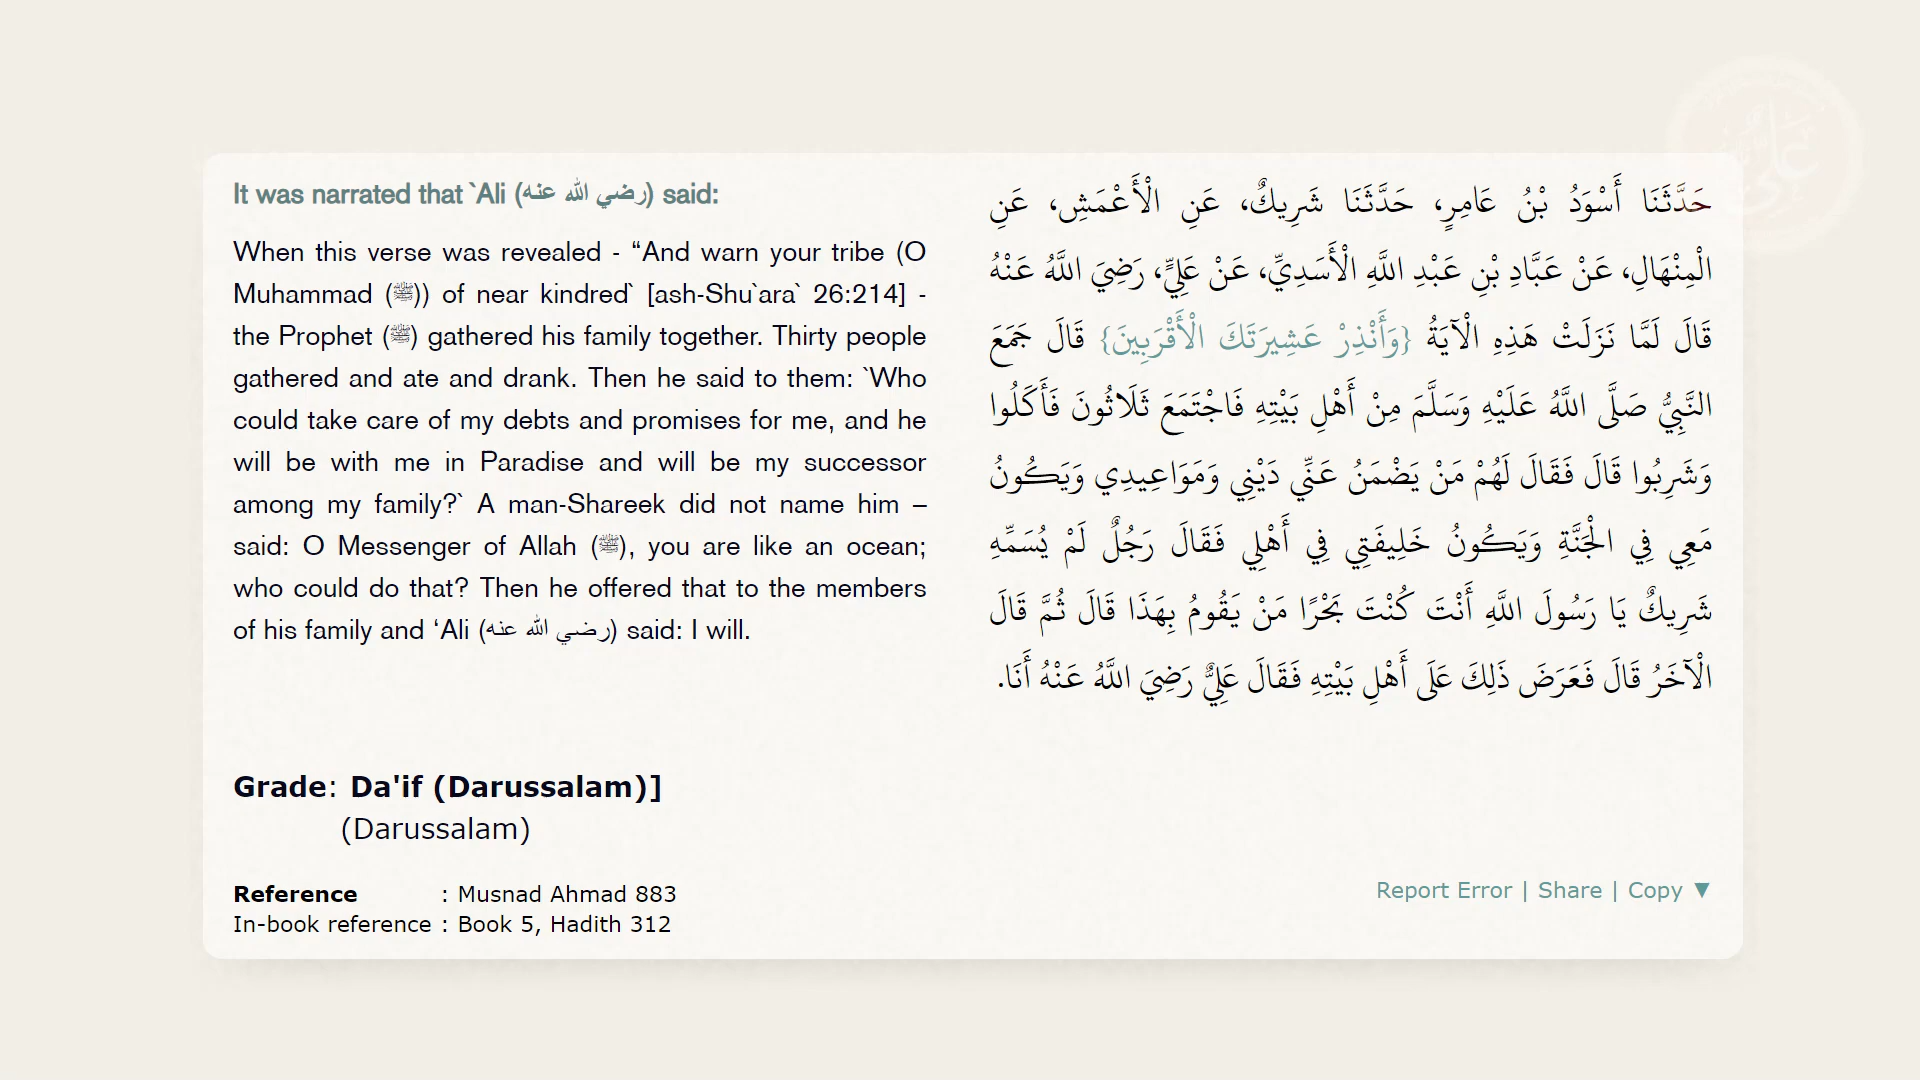 It was narrated that `Ali (رضي الله عنه) said:
When this verse was revealed - “And warn your tribe (O
Muhammad (ﷺ)) of near kindred` [ash-Shu`ara` 26:214] -
the Prophet (ﷺ) gathered his family together. Thirty people
gathered and ate and drank. Then he said to them: `Who
could take care of my debts and promises for me, and he
will be with me in Paradise and will be my successor
among my family?` A man-Shareek did not name him –
said: O Messenger of Allah (ﷺ), you are like an ocean;
who could do that? Then he offered that to the members
of his family and ‘Ali (رضي الله عنه) said: I will.
حَدَّثَنَا أَسْوَدُ بْنُ عَامِرٍ، حَدَّثَنَا شَرِيكٌ، عَنِ الْأَعْمَشِ، عَنِ
الْمِنْهَالِ، عَنْ عَبَّادِ بْنِ عَبْدِ اللَّهِ الْأَسَدِيِّ، عَنْ عَلِيٍّ، رَضِيَ اللَّهُ عَنْهُ
قَالَ لَمَّا نَزَلَتْ هَذِهِ الْآيَةُ {وَأَنْذِرْ عَشِيرَتَكَ الْأَقْرَبِينَ} قَالَ جَمَعَ
النَّبِيُّ صَلَّى اللَّهُ عَلَيْهِ وَسَلَّمَ مِنْ أَهْلِ بَيْتِهِ فَاجْتَمَعَ ثَلَاثُونَ فَأَكَلُوا
وَشَرِبُوا قَالَ فَقَالَ لَهُمْ مَنْ يَضْمَنُ عَنِّي دَيْنِي وَمَوَاعِيدِي وَيَكُونُ
مَعِي فِي الْجَنَّةِ وَيَكُونُ خَلِيفَتِي فِي أَهْلِي فَقَالَ رَجُلٌ لَمْ يُسَمِّهِ
شَرِيكٌ يَا رَسُولَ اللَّهِ أَنْتَ كُنْتَ بَحْرًا مَنْ يَقُومُ بِهَذَا قَالَ ثُمَّ قَالَ
الْآخَرُ قَالَ فَعَرَضَ ذَلِكَ عَلَى أَهْلِ بَيْتِهِ فَقَالَ عَلِيٌّ رَضِيَ اللَّهُ عَنْهُ أَنَا.
Grade: Da'if (Darussalam)]
(Darussalam)
Reference : Musnad Ahmad 883
In-book reference : Book 5, Hadith 312
Report Error | Share | Copy ▼